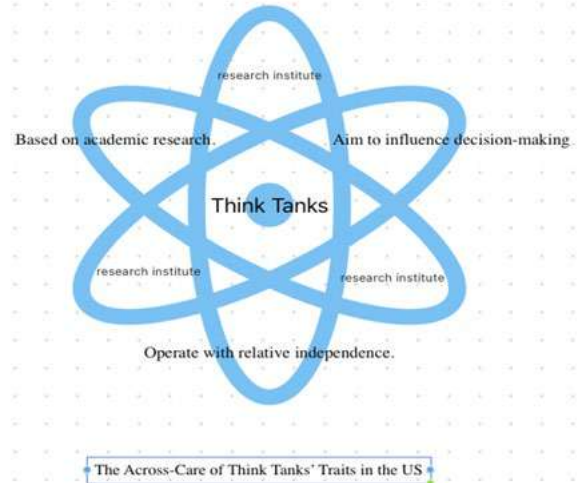 research institute
Based on academic research.
Aim to influence decision-making
Think Tanks
research institute
research institute
Operate with relative independence.
The Across-Care of Think Tanks' Traits in the US